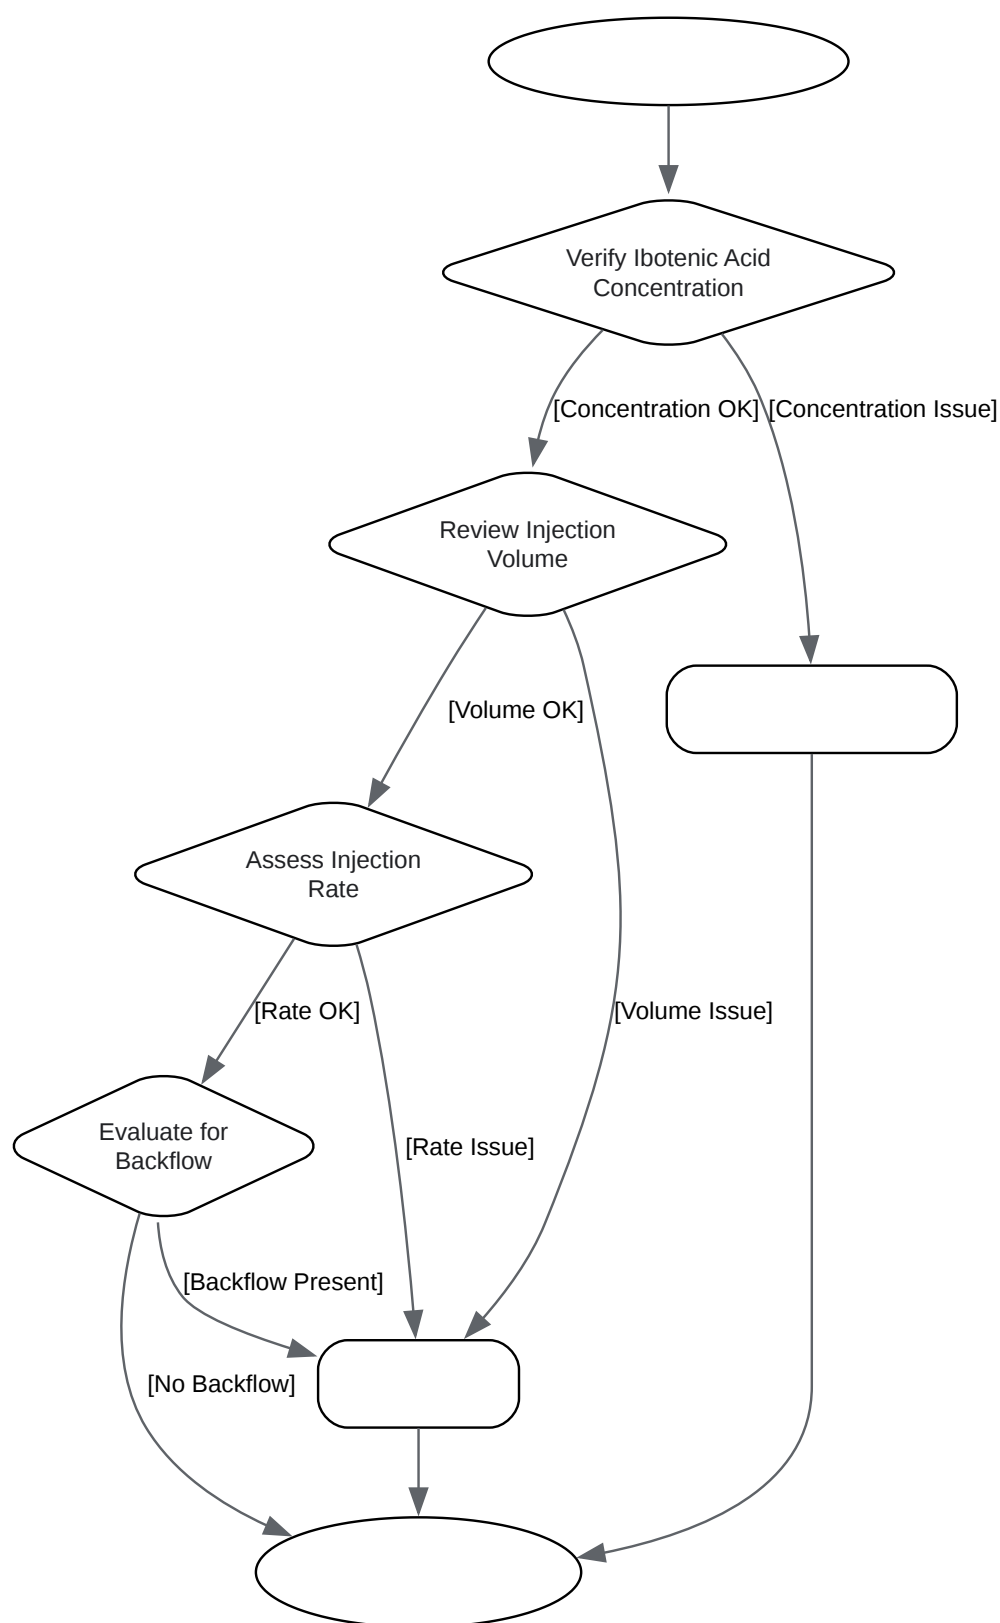 Verify Ibotenic Acid
Concentration
[Concentration OK]
[Concentration Issue]
Review Injection
Volume
[Volume OK]
Assess Injection
Rate
[Rate OK]
[Volume Issue]
Evaluate for
Backflow
[Rate Issue]
[Backflow Present]
[No Backflow]